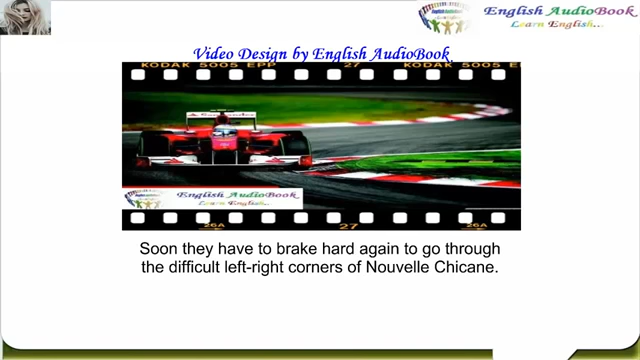 English AudioBook
Learn English...
Video Design by English AudioBook
KODAK 5005 EPP 27 KODAK 5005 E
Santander
English AudioBook
Learn English...
26A 27 26A
Soon they have to brake hard again to go through
the difficult left-right corners of Nouvelle Chicane.